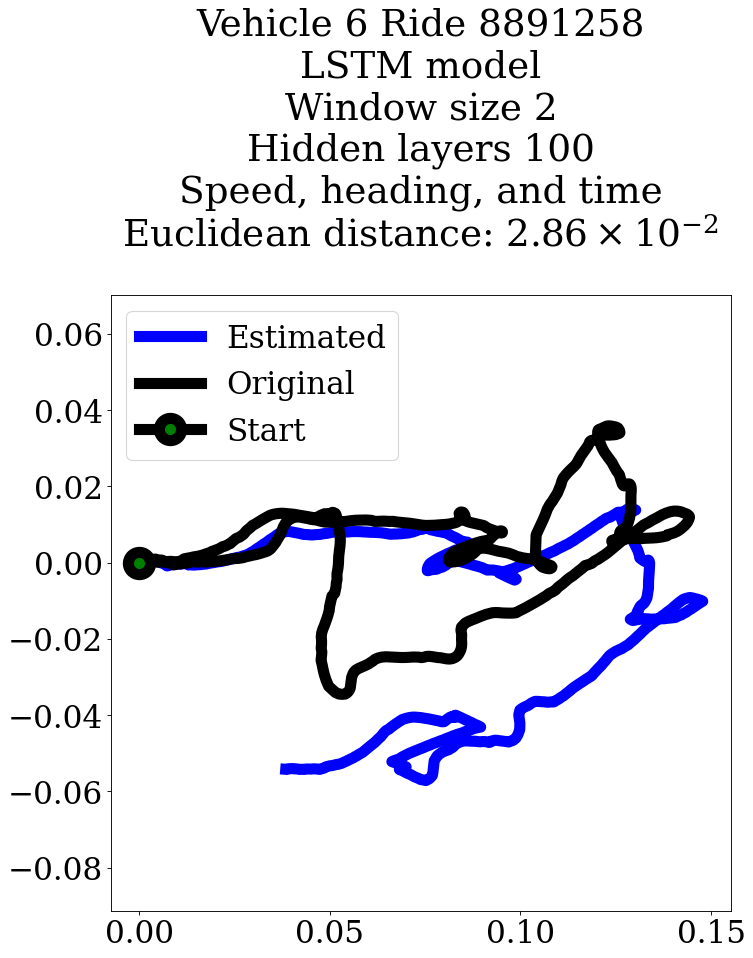 Vehicle 6 Ride 8891258
LSTM model
Window size 2
Hidden layers 100
Speed, heading, and time
Euclidean distance: 2.86 × 10⁻²
Estimated
Original
Start
0.06
0.04
0.02
0.00
−0.02
−0.04
−0.06
−0.08
0.00 0.05 0.10 0.15